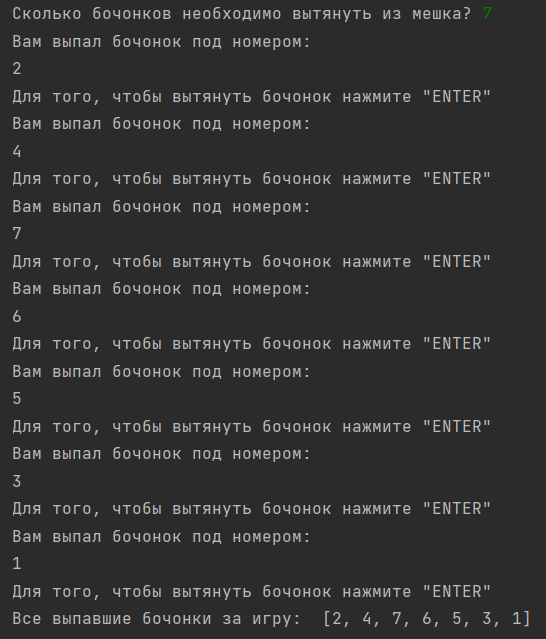 Сколько бочонков необходимо вытянуть из мешка? 7
Вам выпал бочонок под номером:
2
Для того, чтобы вытянуть бочонок нажмите "ENTER"
Вам выпал бочонок под номером:
4
Для того, чтобы вытянуть бочонок нажмите "ENTER"
Вам выпал бочонок под номером:
7
Для того, чтобы вытянуть бочонок нажмите "ENTER"
Вам выпал бочонок под номером:
6
Для того, чтобы вытянуть бочонок нажмите "ENTER"
Вам выпал бочонок под номером:
5
Для того, чтобы вытянуть бочонок нажмите "ENTER"
Вам выпал бочонок под номером:
3
Для того, чтобы вытянуть бочонок нажмите "ENTER"
Вам выпал бочонок под номером:
1
Для того, чтобы вытянуть бочонок нажмите "ENTER"
Все выпавшие бочонки за игру:  [2, 4, 7, 6, 5, 3, 1]